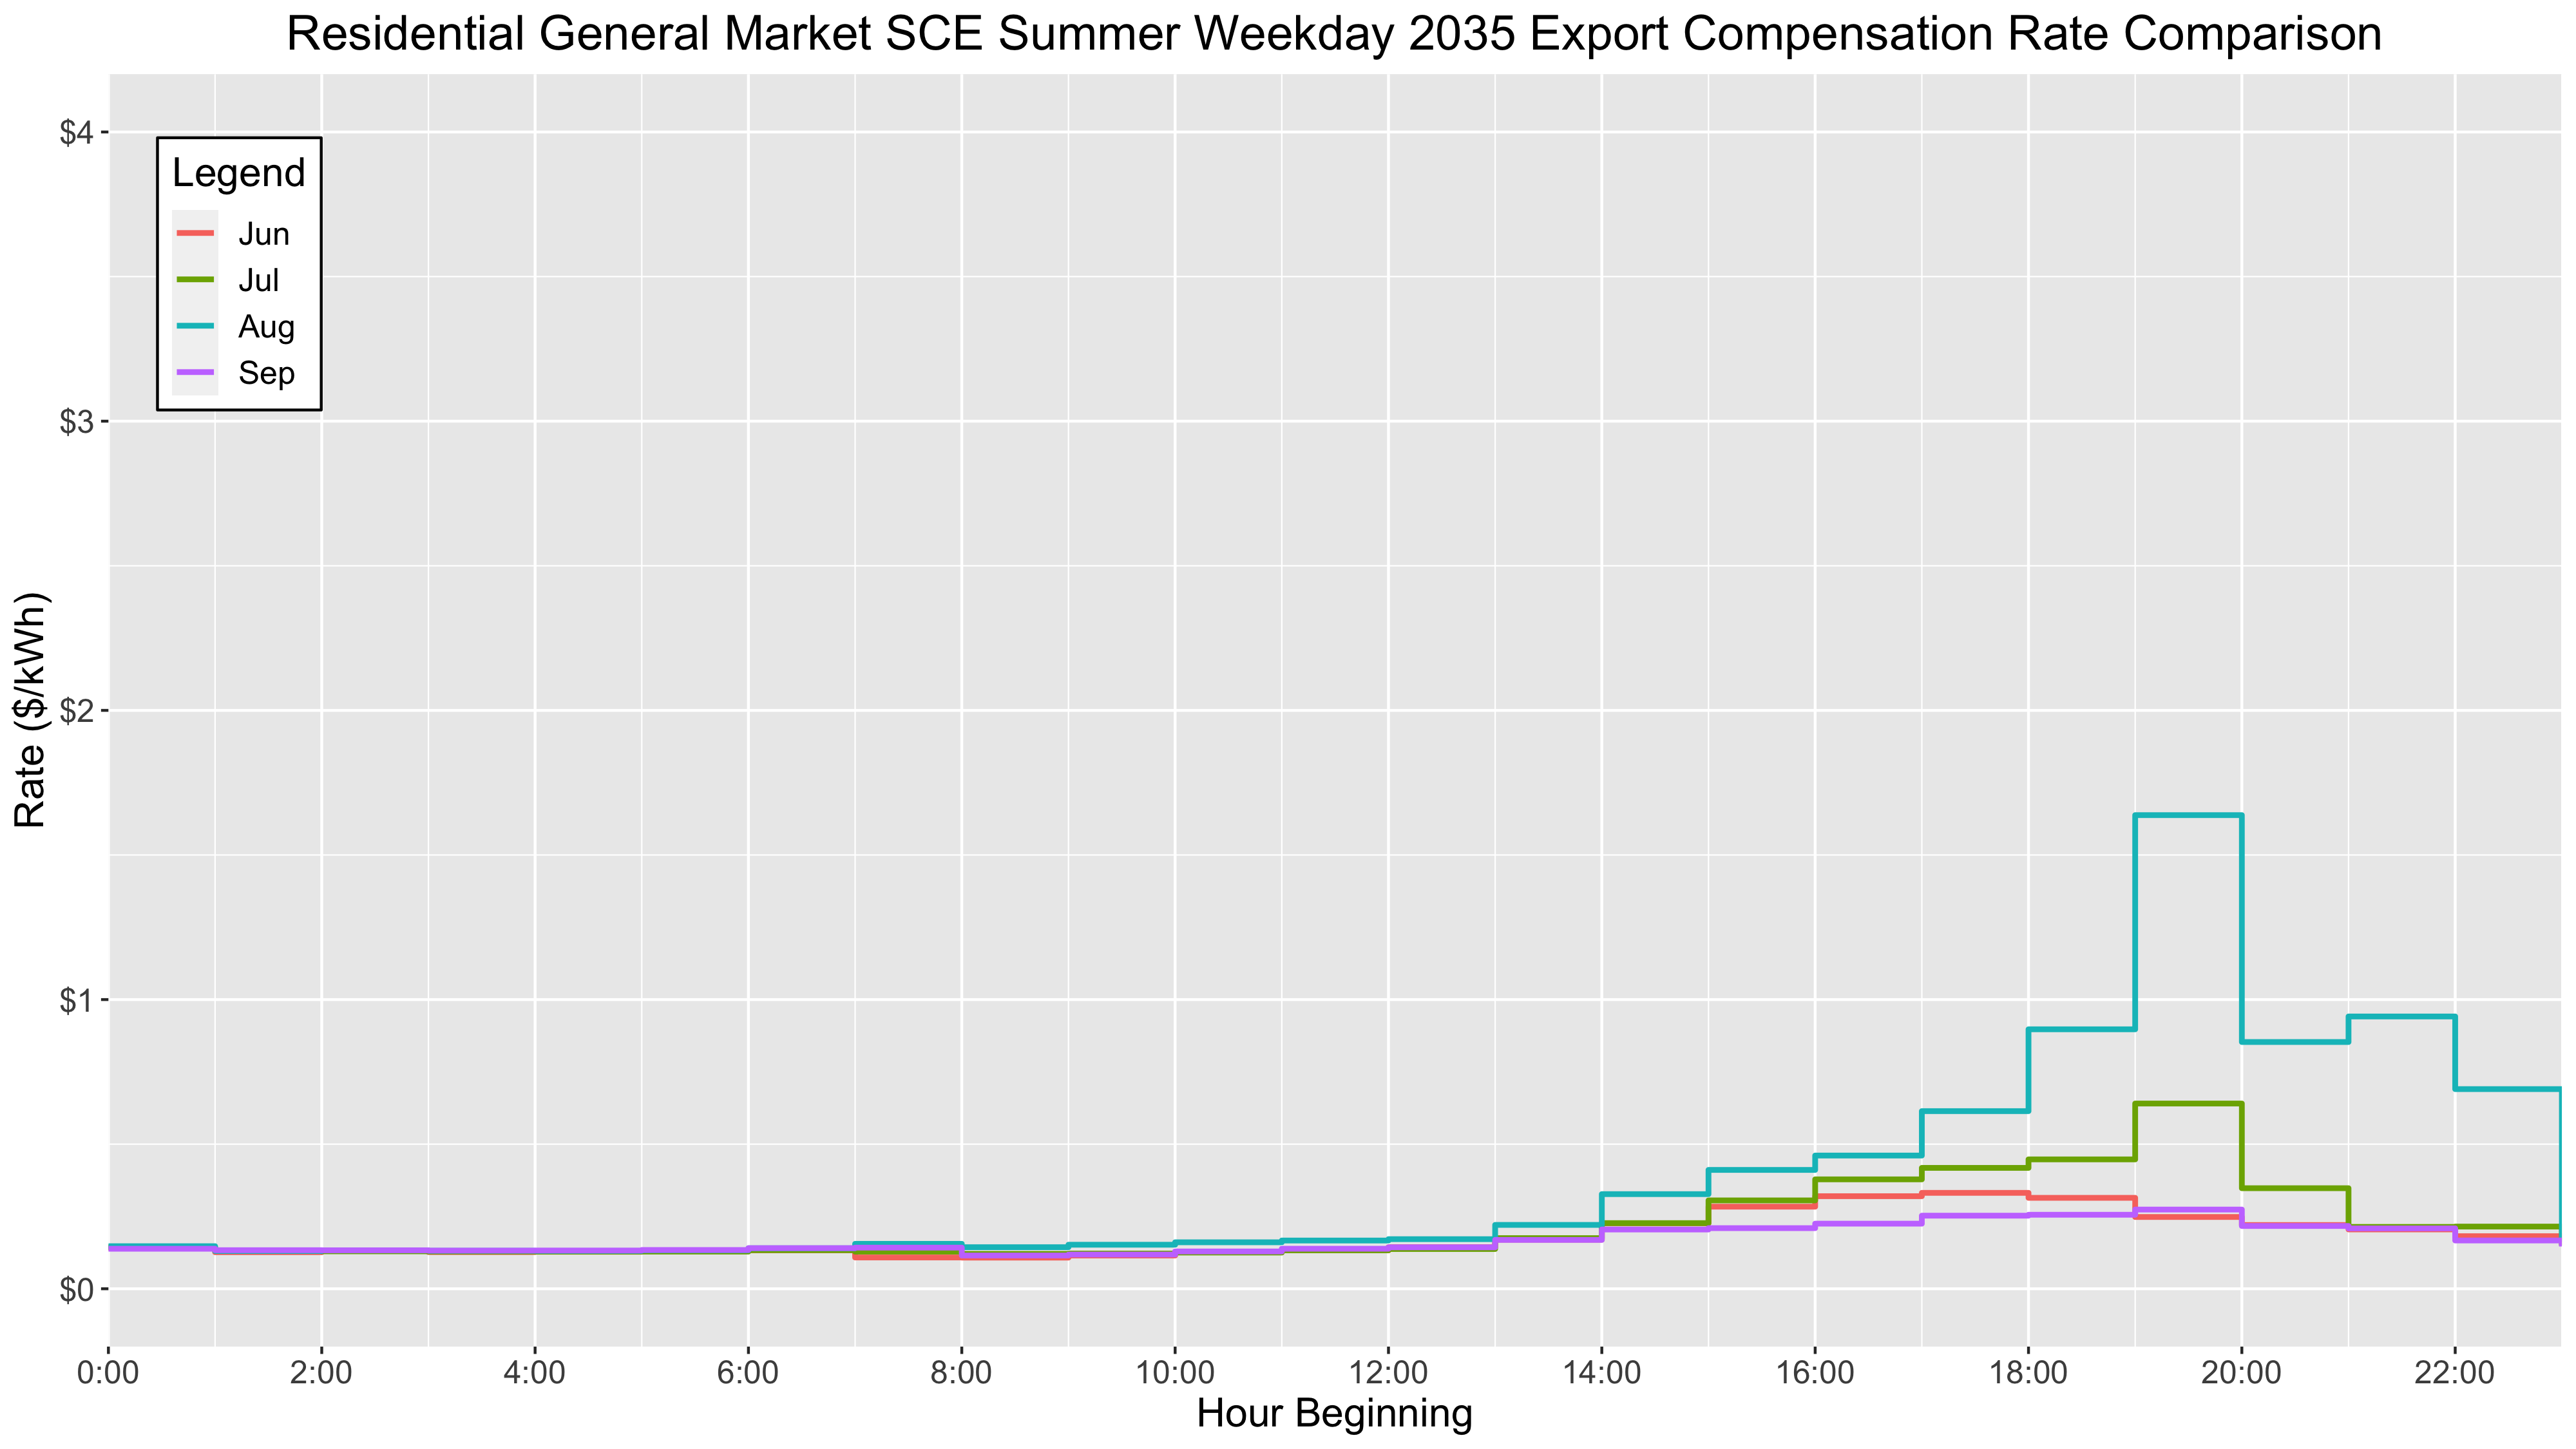 Residential General Market SCE Summer Weekday 2035 Export Compensation Rate Comparison
$4
Legend
Jun
Jul
Aug
Sep
$3
Rate ($/kWh)
$2
$1
$0
0:00 2:00 4:00 6:00 8:00 10:00 12:00 14:00 16:00 18:00 20:00 22:00
Hour Beginning